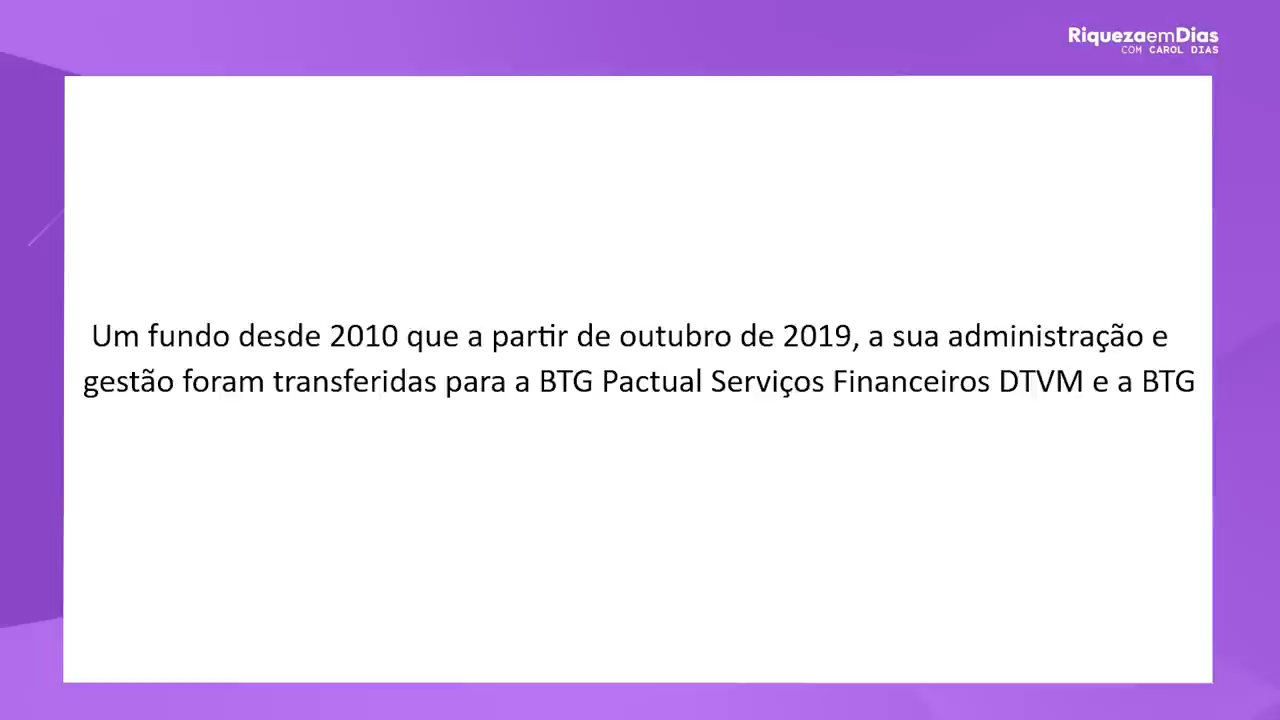 RiquezaemDias
COM CAROL DIAS
Um fundo desde 2010 que a partir de outubro de 2019, a sua administração e
gestão foram transferidas para a BTG Pactual Serviços Financeiros DTVM e a BTG